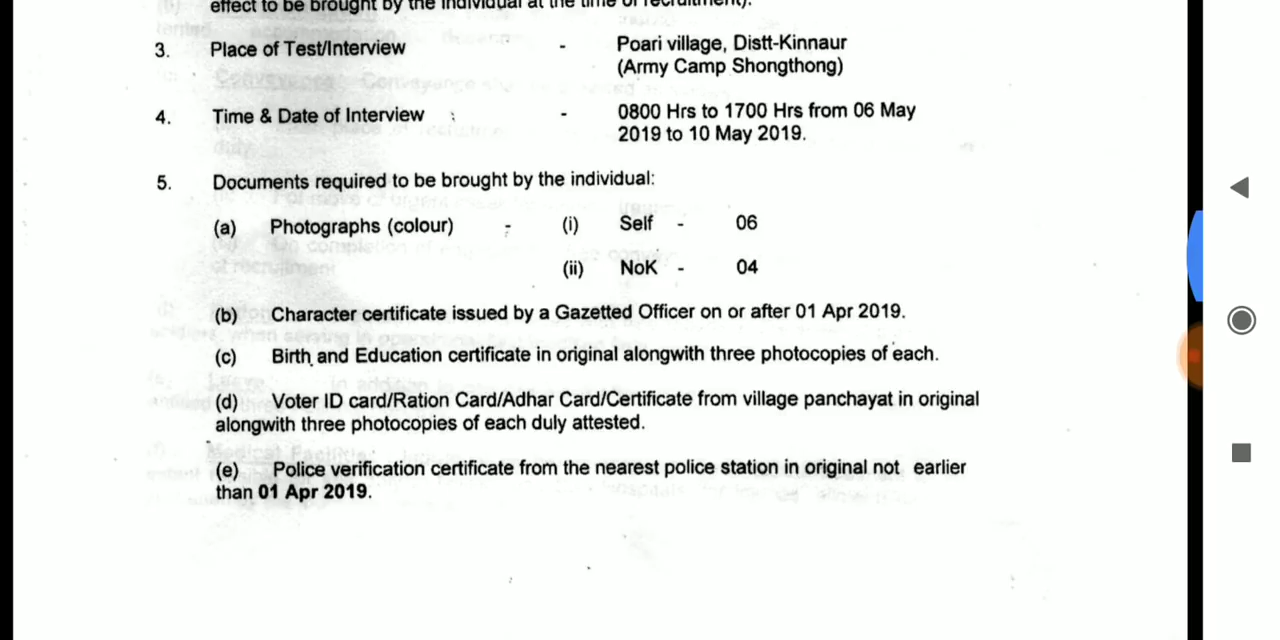 effect to be brought by the individual at the time of recruitment).
3. Place of Test/Interview - Poari village, Distt-Kinnaur
(Army Camp Shongthong)
4. Time & Date of Interview - 0800 Hrs to 1700 Hrs from 06 May
2019 to 10 May 2019.
5. Documents required to be brought by the individual:
(a) Photographs (colour) - (i) Self - 06
(ii) NoK - 04
(b) Character certificate issued by a Gazetted Officer on or after 01 Apr 2019.
(c) Birth and Education certificate in original alongwith three photocopies of each.
(d) Voter ID card/Ration Card/Adhar Card/Certificate from village panchayat in original
alongwith three photocopies of each duly attested.
(e) Police verification certificate from the nearest police station in original not earlier
than 01 Apr 2019.